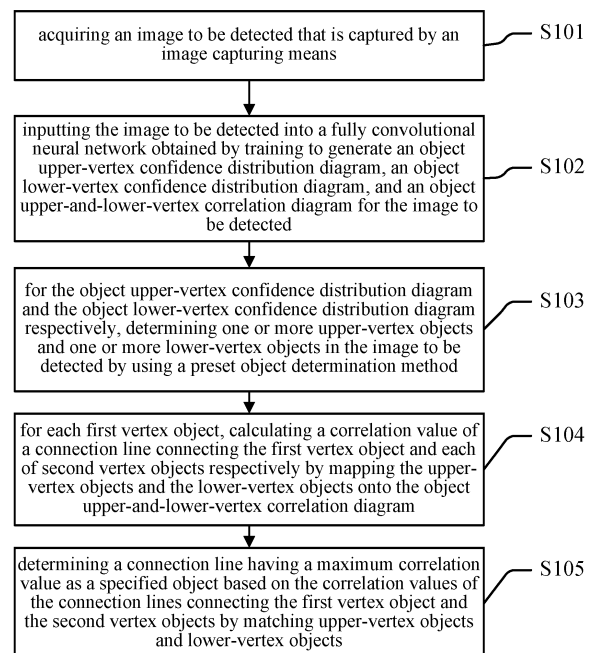 acquiring an image to be detected that is captured by an
image capturing means
S101
inputting the image to be detected into a fully convolutional
neural network obtained by training to generate an object
upper-vertex confidence distribution diagram, an object
lower-vertex confidence distribution diagram, and an object
upper-and-lower-vertex correlation diagram for the image to
be detected
S102
for the object upper-vertex confidence distribution diagram
and the object lower-vertex confidence distribution diagram
respectively, determining one or more upper-vertex objects
and one or more lower-vertex objects in the image to be
detected by using a preset object determination method
S103
for each first vertex object, calculating a correlation value of
a connection line connecting the first vertex object and each
of second vertex objects respectively by mapping the upper-
vertex objects and the lower-vertex objects onto the object
upper-and-lower-vertex correlation diagram
S104
determining a connection line having a maximum correlation
value as a specified object based on the correlation values of
the connection lines connecting the first vertex object and
the second vertex objects by matching upper-vertex objects
and lower-vertex objects
S105